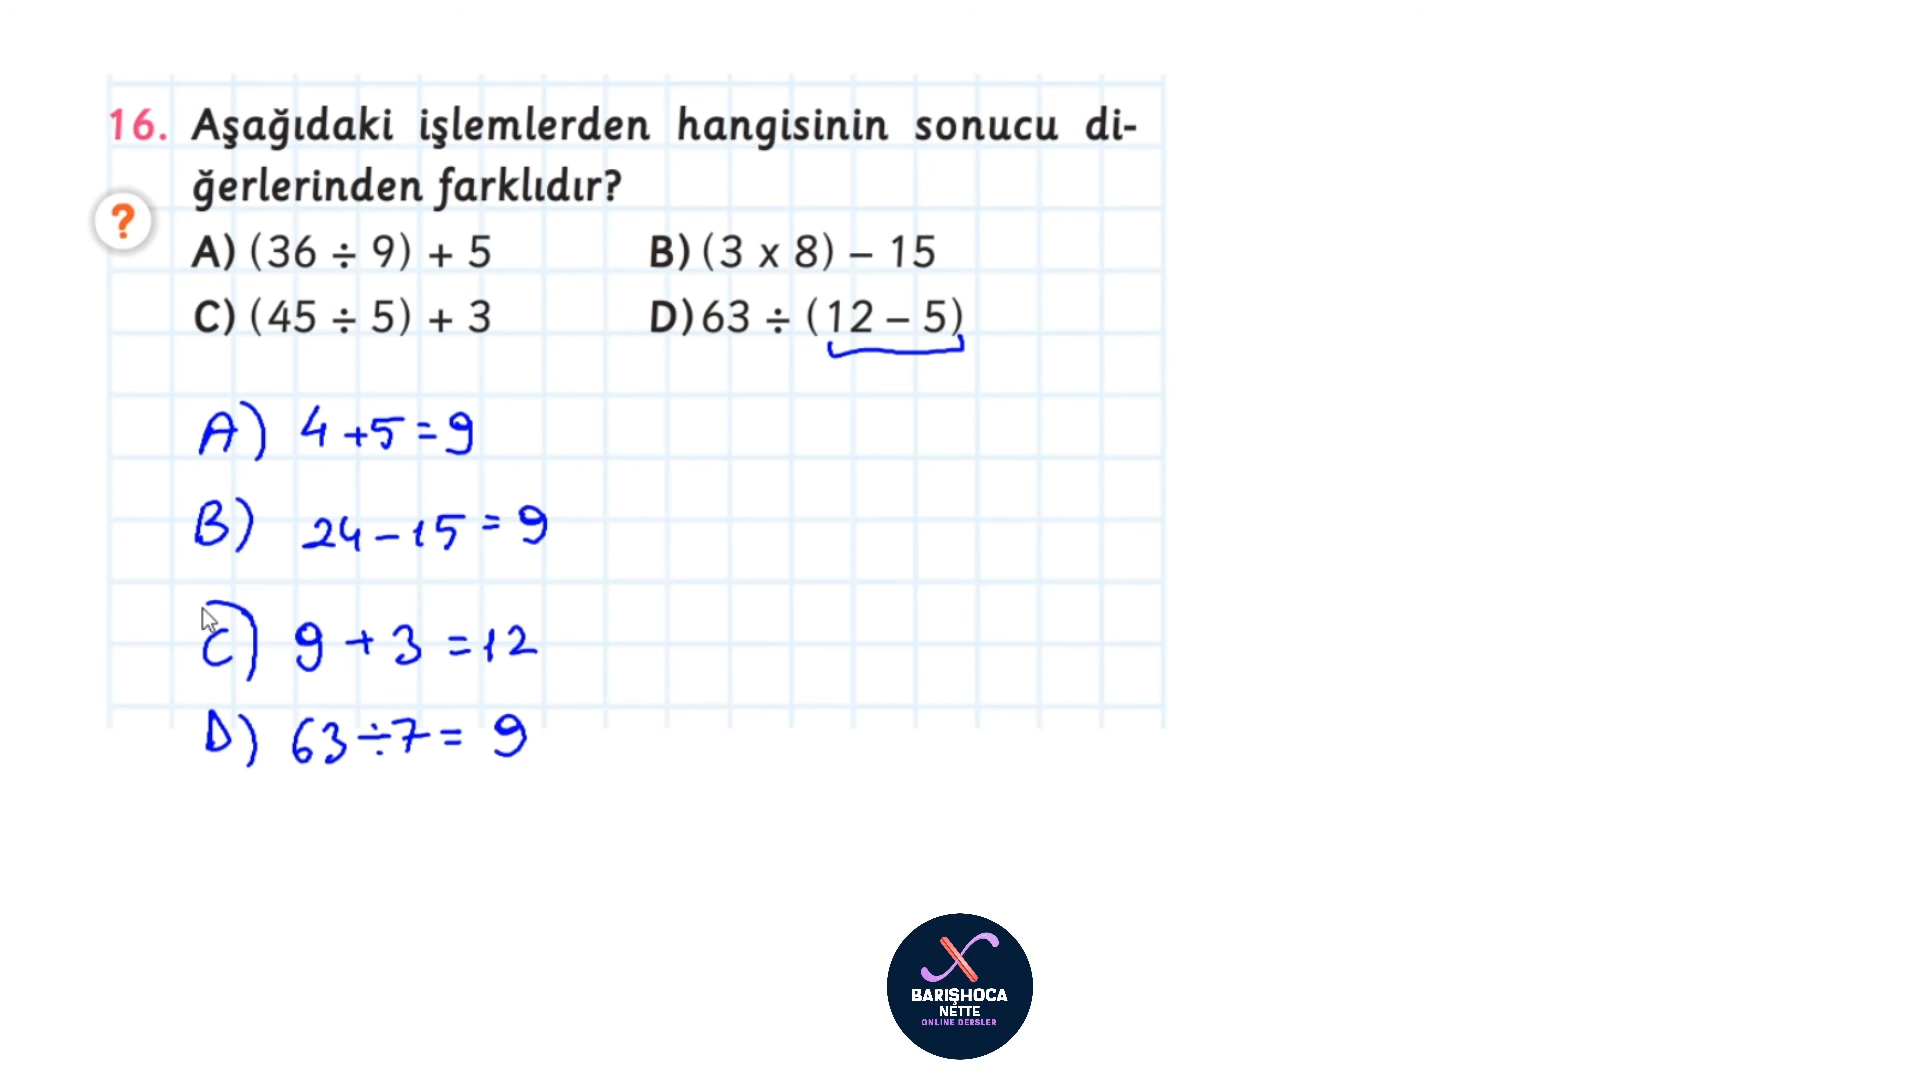 16. Aşağıdaki işlemlerden hangisinin sonucu di-
ğerlerinden farklıdır?
?
A) (36 ÷ 9) + 5 B) (3 x 8) – 15
C) (45 ÷ 5) + 3 D) 63 ÷ (12 – 5)
A) 4 + 5 = 9
B) 24 – 15 = 9
C) 9 + 3 = 12
D) 63 ÷ 7 = 9
BARIŞHOCA
NETTE
ONLINE DERSLER